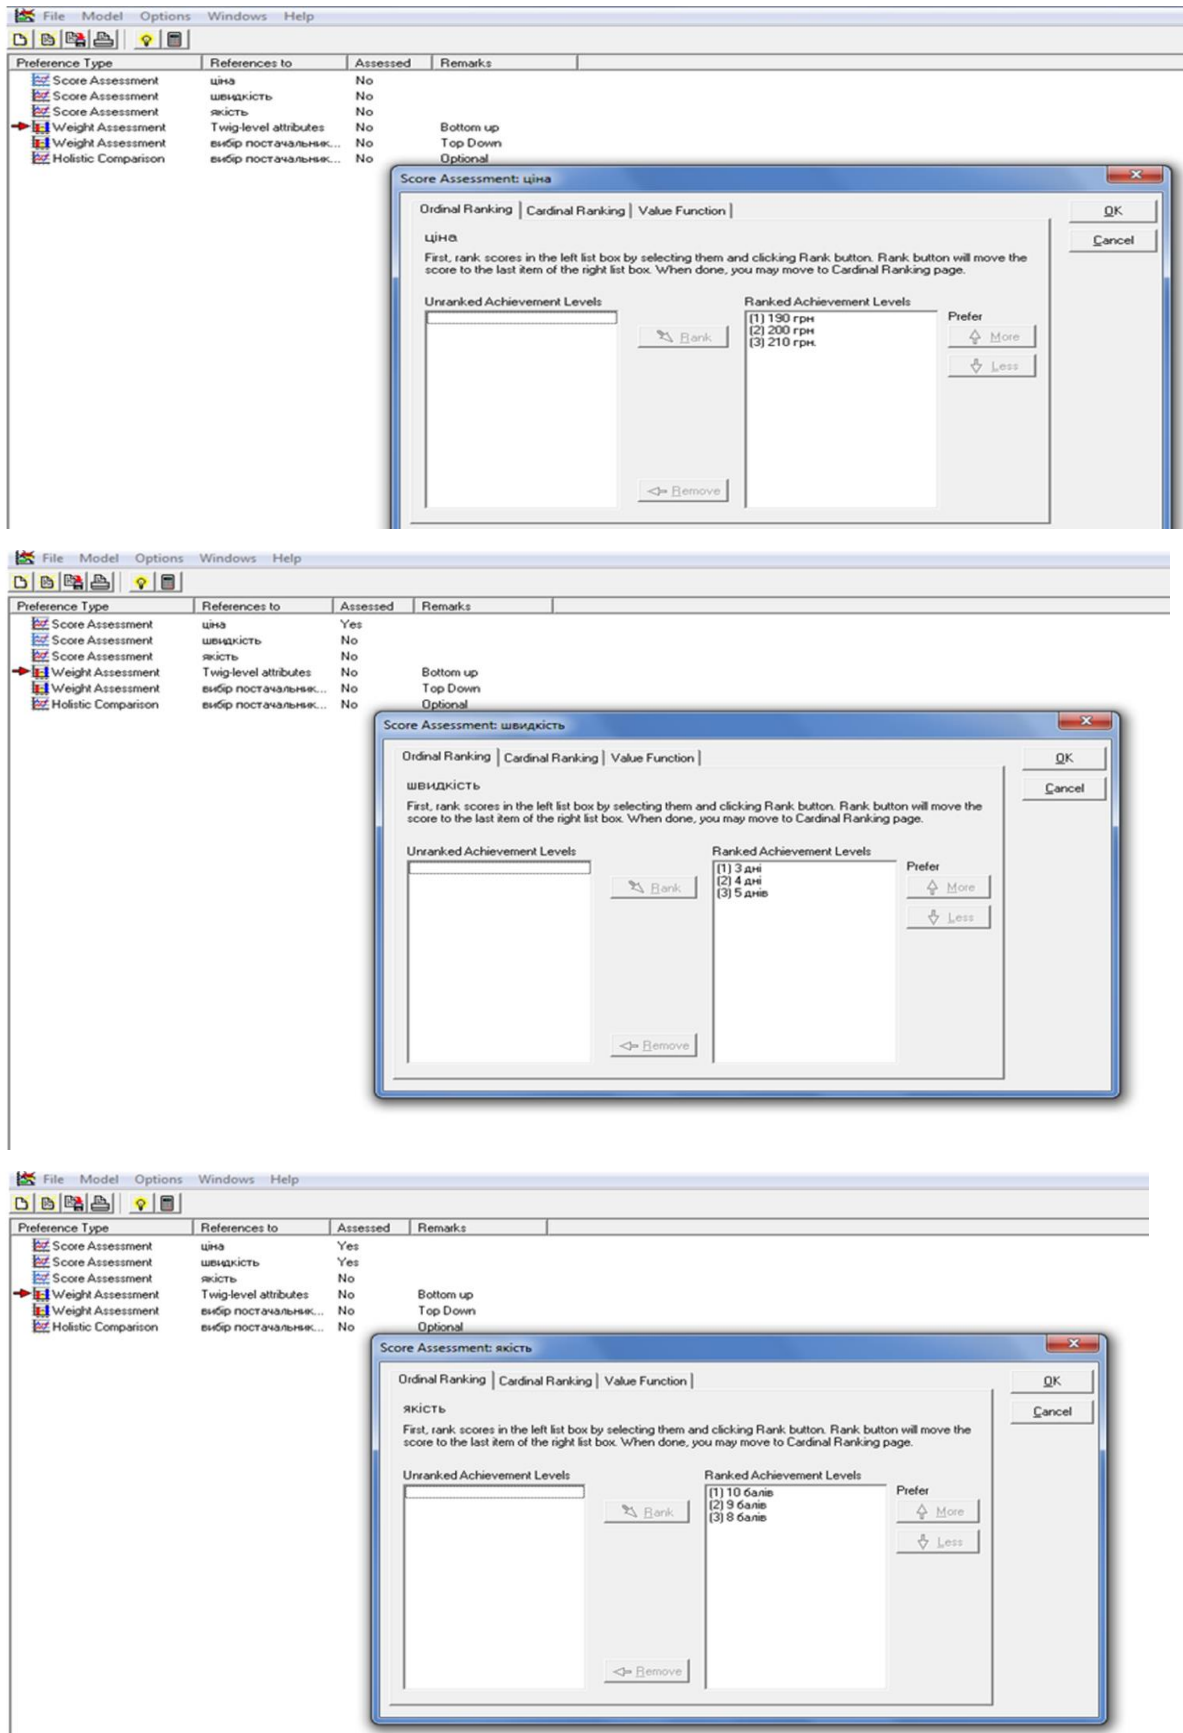 File Model Options Windows Help
Preference Type References to Assessed Remarks
Score Assessment ціна No
Score Assessment швидкість No
Score Assessment якість No
Weight Assessment Twig-level attributes No Bottom up
Weight Assessment вибір постачальник... No Top Down
Holistic Comparison вибір постачальник... No Optional
Score Assessment: ціна
Ordinal Ranking Cardinal Ranking Value Function
OK
Cancel
ціна
First, rank scores in the left list box by selecting them and clicking Rank button. Rank button will move the
score to the last item of the right list box. When done, you may move to Cardinal Ranking page.
Unranked Achievement Levels Ranked Achievement Levels
Prefer
(1) 190 грн
(2) 200 грн
(3) 210 грн.
Rank
More
Less
Remove
File Model Options Windows Help
Preference Type References to Assessed Remarks
Score Assessment ціна Yes
Score Assessment швидкість No
Score Assessment якість No
Weight Assessment Twig-level attributes No Bottom up
Weight Assessment вибір постачальник... No Top Down
Holistic Comparison вибір постачальник... No Optional
Score Assessment: швидкість
Ordinal Ranking Cardinal Ranking Value Function
OK
Cancel
швидкість
First, rank scores in the left list box by selecting them and clicking Rank button. Rank button will move the
score to the last item of the right list box. When done, you may move to Cardinal Ranking page.
Unranked Achievement Levels Ranked Achievement Levels
Prefer
(1) 3 дні
(2) 4 дні
(3) 5 днів
Rank
More
Less
Remove
File Model Options Windows Help
Preference Type References to Assessed Remarks
Score Assessment ціна Yes
Score Assessment швидкість Yes
Score Assessment якість No
Weight Assessment Twig-level attributes No Bottom up
Weight Assessment вибір постачальник... No Top Down
Holistic Comparison вибір постачальник... No Optional
Score Assessment: якість
Ordinal Ranking Cardinal Ranking Value Function
OK
Cancel
якість
First, rank scores in the left list box by selecting them and clicking Rank button. Rank button will move the
score to the last item of the right list box. When done, you may move to Cardinal Ranking page.
Unranked Achievement Levels Ranked Achievement Levels
Prefer
(1) 10 балів
(2) 9 балів
(3) 8 балів
Rank
More
Less
Remove